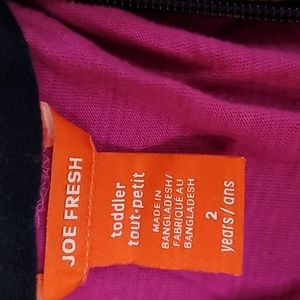 JOE FRESH
toddler
tout-petit
MADE IN
BANGLADESH/
FABRIQUÉ AU
BANGLADESH
2
years/ans